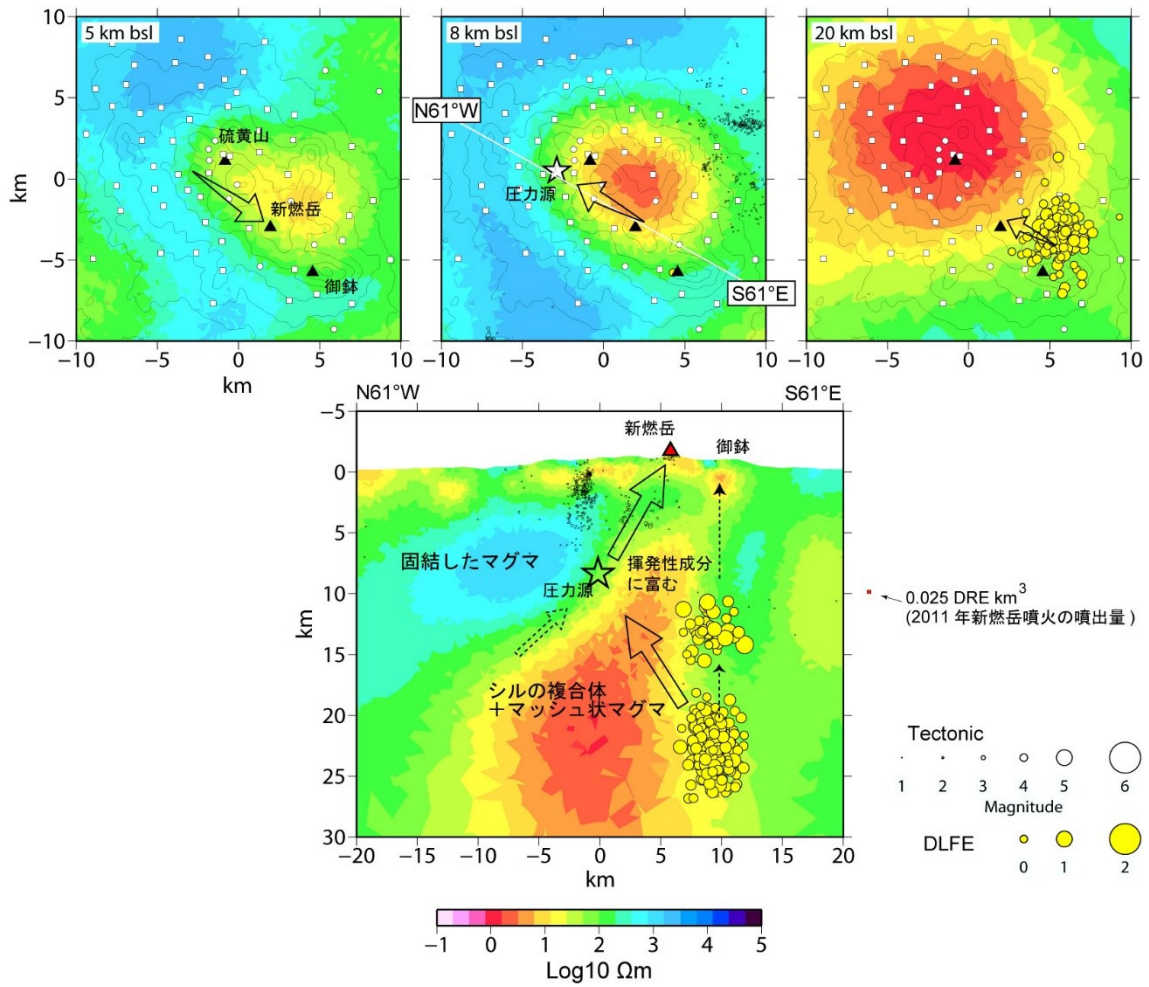 5 km bsl
8 km bsl
20 km bsl
10
5
0
−5
−10
km
硫黄山
新燃岳
御鉢
N61°W
圧力源
S61°E
−10 −5 0 5 10
km
−10 −5 0 5 10
−10 −5 0 5 10
N61°W
S61°E
新燃岳
御鉢
−5
0
5
10
15
20
25
30
km
固結したマグマ
圧力源
揮発性成分
に富む
シルの複合体
+マッシュ状マグマ
−20 −15 −10 −5 0 5 10 15 20
km
0.025 DRE km³
(2011 年新燃岳噴火の噴出量 )
Tectonic
1 2 3 4 5 6
Magnitude
DLFE
0 1 2
−1 0 1 2 3 4 5
Log10 Ωm